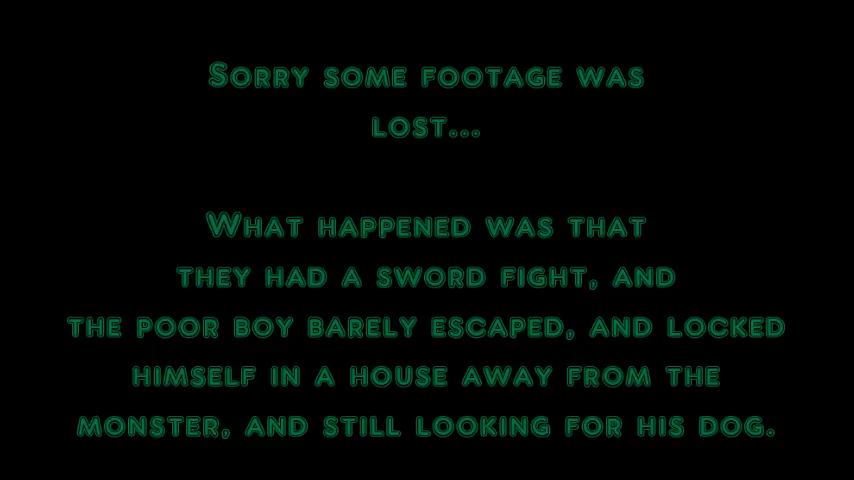 Sorry some footage was
lost...
What happened was that
they had a sword fight, and
the poor boy barely escaped, and locked
himself in a house away from the
monster, and still looking for his dog.